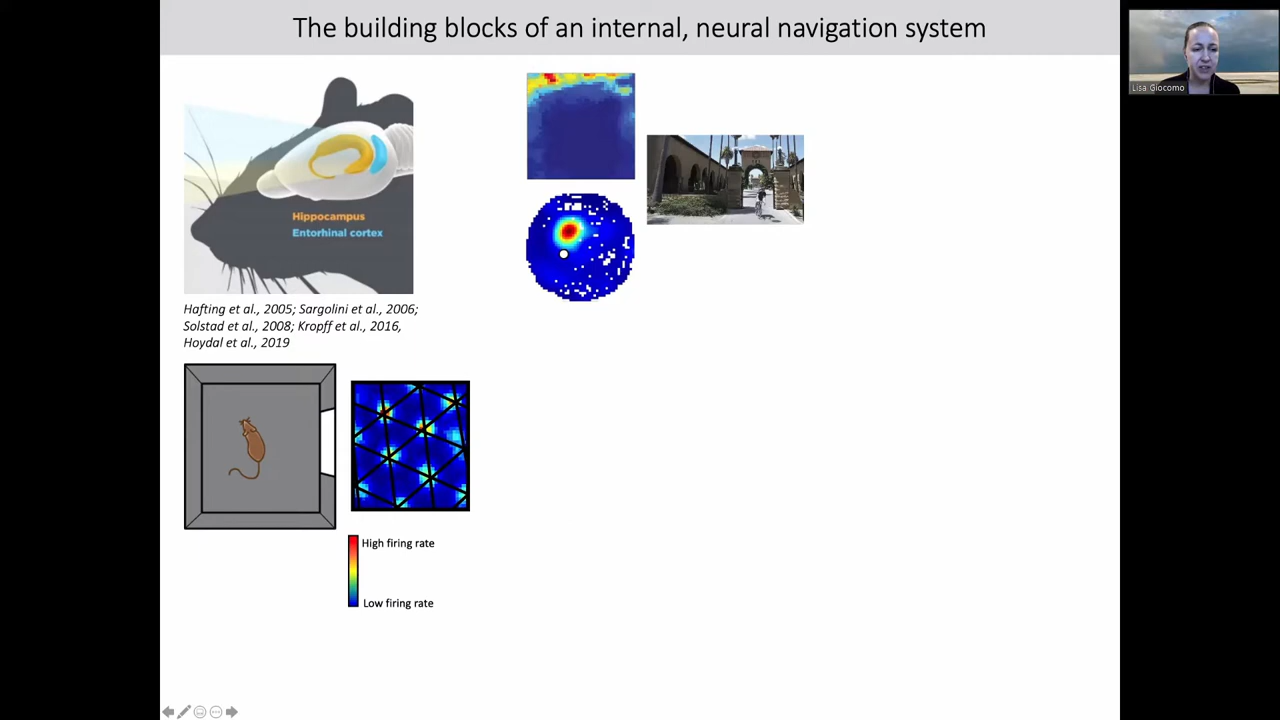 The building blocks of an internal, neural navigation system
Lisa Giocomo
Hippocampus
Entorhinal cortex
Hafting et al., 2005; Sargolini et al., 2006;
Solstad et al., 2008; Kropff et al., 2016,
Hoydal et al., 2019
High firing rate
Low firing rate